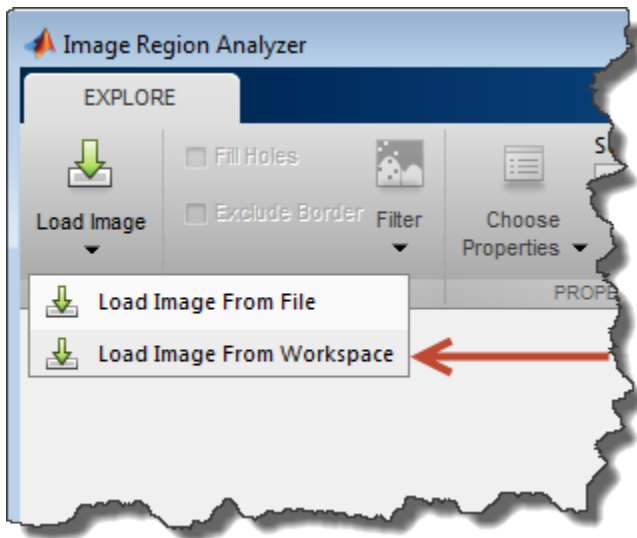 Image Region Analyzer
EXPLORE
Load Image
Fill Holes
Exclude Border
Filter
Choose
Properties
Load Image From File
Load Image From Workspace